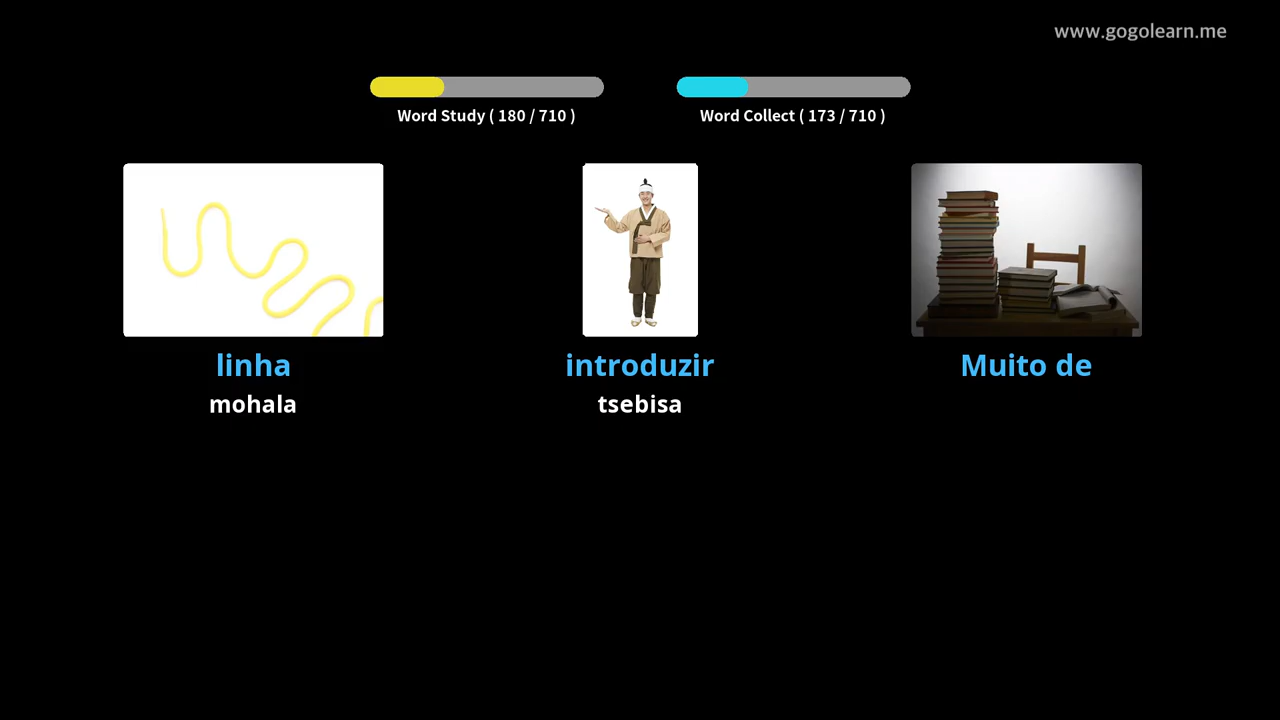 www.gogolearn.me
Word Study ( 180 / 710 )
Word Collect ( 173 / 710 )
linha
mohala
introduzir
tsebisa
Muito de